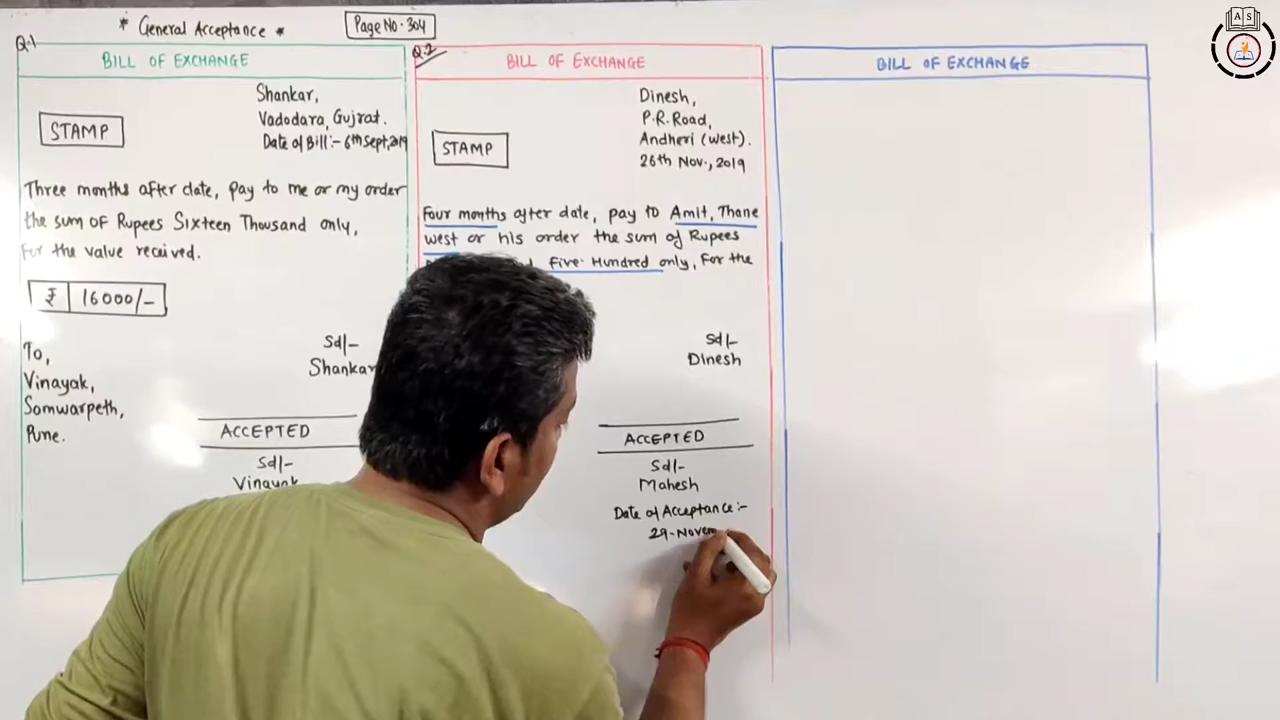 * General Acceptance *
Page No. 304
Q.1
BILL OF EXCHANGE
STAMP
Shankar,
Vadodara, Gujrat.
Date of Bill:- 6th Sept, 2019
Three months after date, pay to me or my order
the sum of Rupees Sixteen Thousand only,
for the value received.
₹ 16000/-
To,
Vinayak,
Somwarpeth,
Pune.
Sd/-
Shankar
ACCEPTED
Sd/-
Vinayak
Q.2
BILL OF EXCHANGE
STAMP
Dinesh,
P.R. Road,
Andheri (west).
26th Nov., 2019
Four months after date, pay to Amit, Thane
west or his order the sum of Rupees
Five Hundred only, For the
Sd/-
Dinesh
ACCEPTED
Sd/-
Mahesh
Date of Acceptance:-
29-Novem
BILL OF EXCHANGE
A S